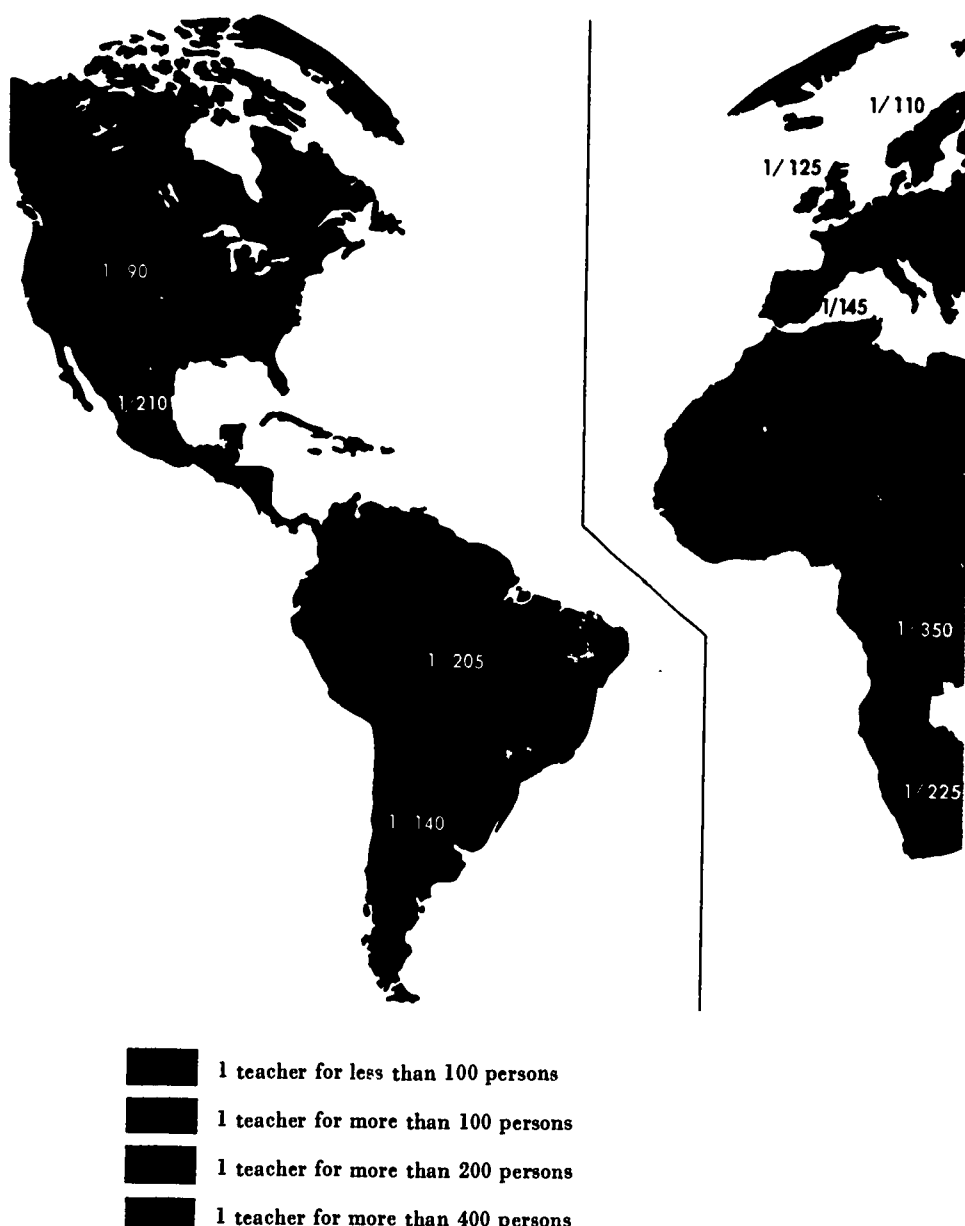 1/110
1/125
1 90
1/145
1/210
1 350
1 205
1/225
1 140
1 teacher for less than 100 persons
1 teacher for more than 100 persons
1 teacher for more than 200 persons
1 teacher for more than 400 persons